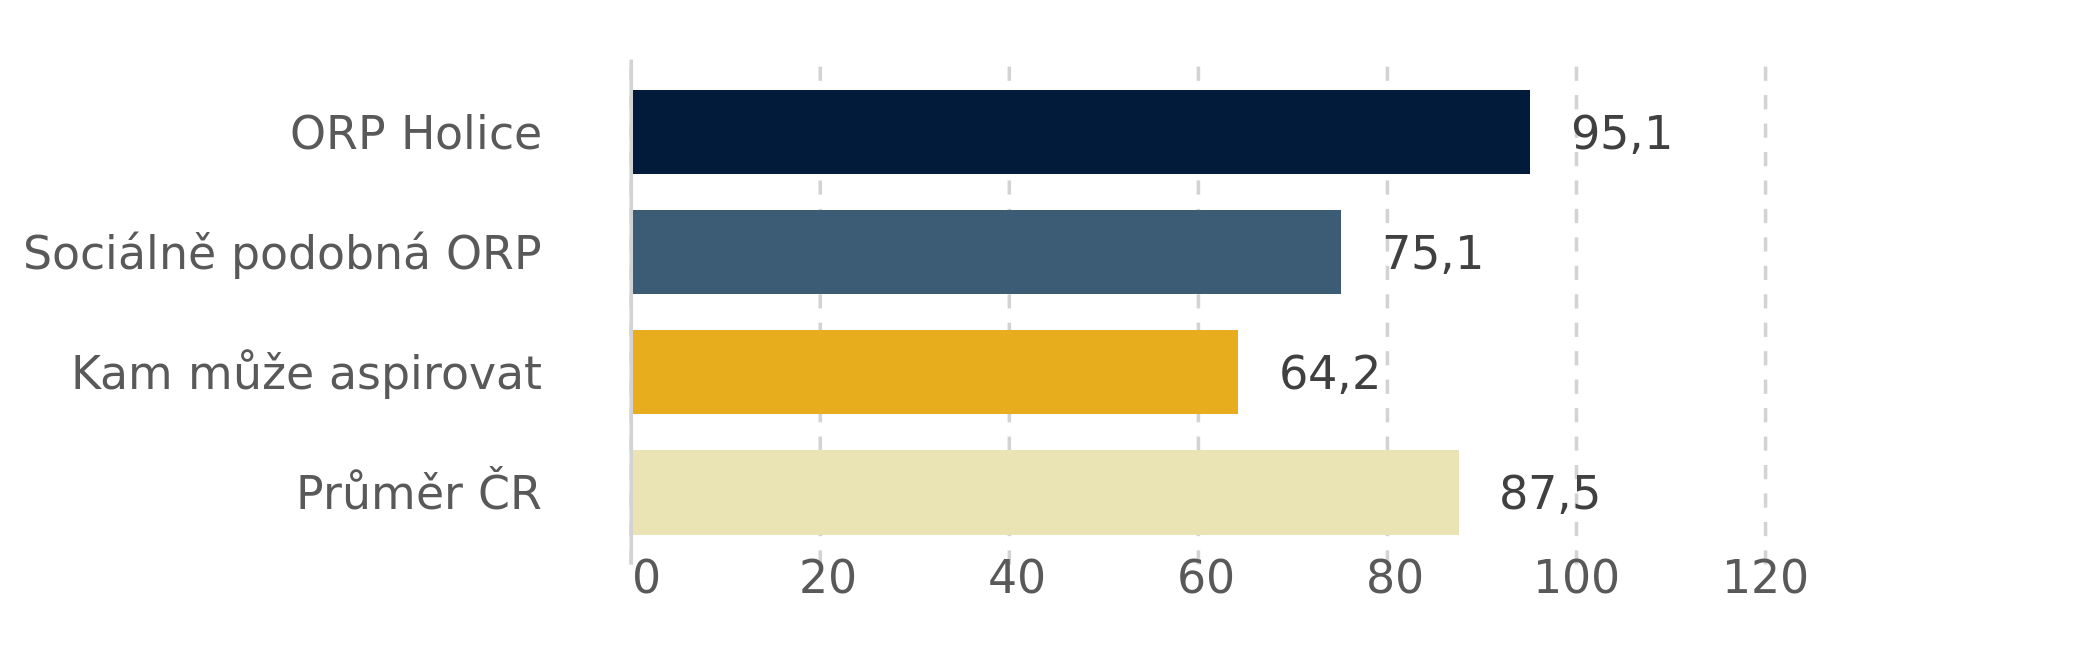 ORP Holice 95,1
Sociálně podobná ORP 75,1
Kam může aspirovat 64,2
Průměr ČR 87,5
0 20 40 60 80 100 120